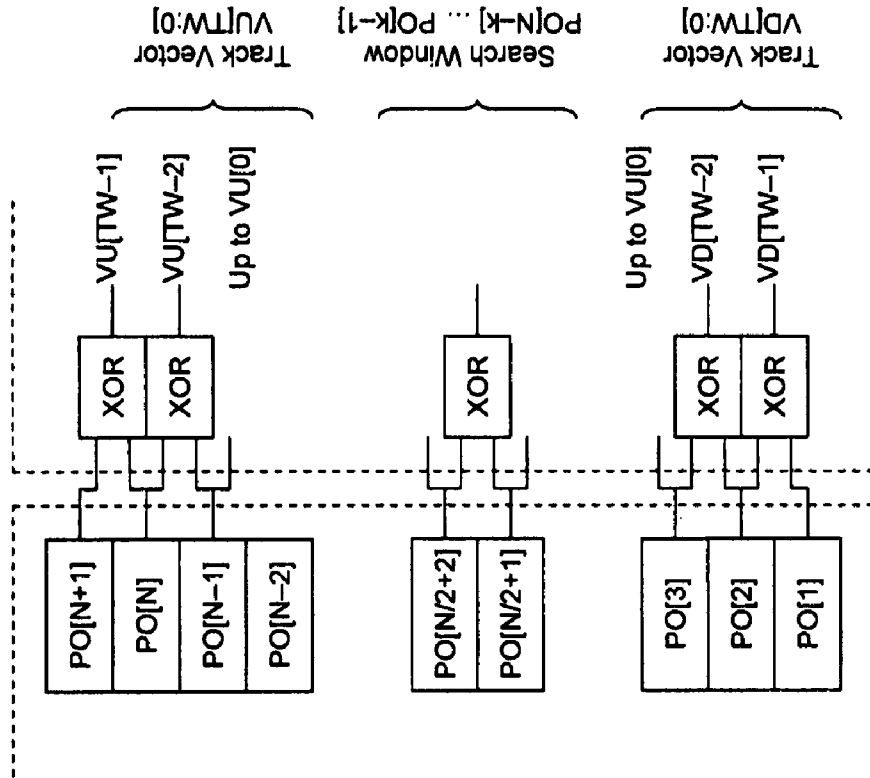 Track Vector
VU[TW:0]
Search Window
PO[N-k] ... PO[k-1]
Track Vector
VD[TW:0]
VU[TW-1]
VU[TW-2]
Up to VU[0]
Up to VU[0]
VD[TW-2]
VD[TW-1]
XOR
XOR
XOR
XOR
XOR
PO[N+1]
PO[N]
PO[N-1]
PO[N-2]
PO[N/2+2]
PO[N/2+1]
PO[3]
PO[2]
PO[1]